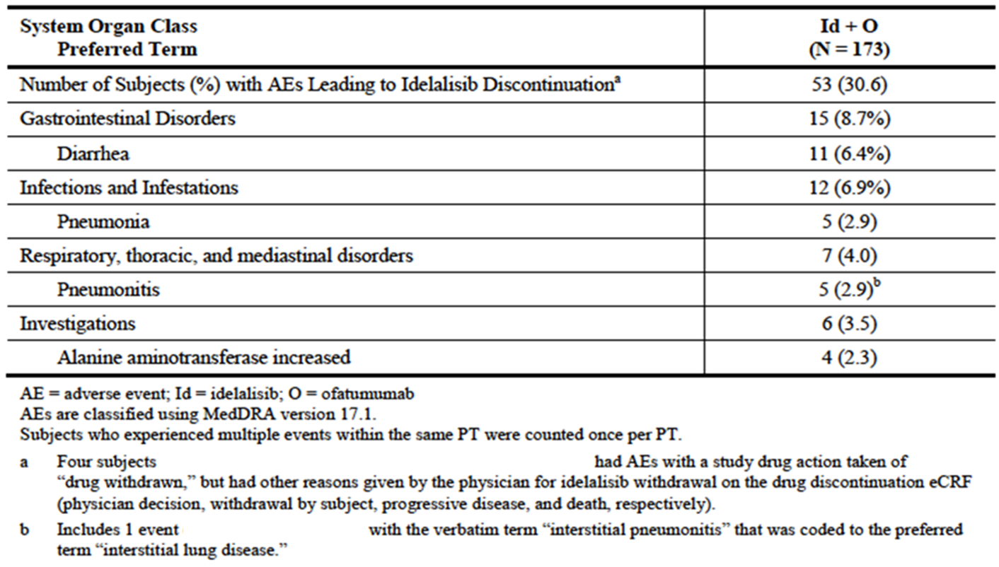 System Organ Class Id + O
Preferred Term (N = 173)
Number of Subjects (%) with AEs Leading to Idelalisib Discontinuationa 53 (30.6)
Gastrointestinal Disorders 15 (8.7%)
Diarrhea 11 (6.4%)
Infections and Infestations 12 (6.9%)
Pneumonia 5 (2.9)
Respiratory, thoracic, and mediastinal disorders 7 (4.0)
Pneumonitis 5 (2.9)b
Investigations 6 (3.5)
Alanine aminotransferase increased 4 (2.3)
AE = adverse event; Id = idelalisib; O = ofatumumab
AEs are classified using MedDRA version 17.1.
Subjects who experienced multiple events within the same PT were counted once per PT.
a Four subjects had AEs with a study drug action taken of
“drug withdrawn,” but had other reasons given by the physician for idelalisib withdrawal on the drug discontinuation eCRF
(physician decision, withdrawal by subject, progressive disease, and death, respectively).
b Includes 1 event with the verbatim term “interstitial pneumonitis” that was coded to the preferred
term “interstitial lung disease.”